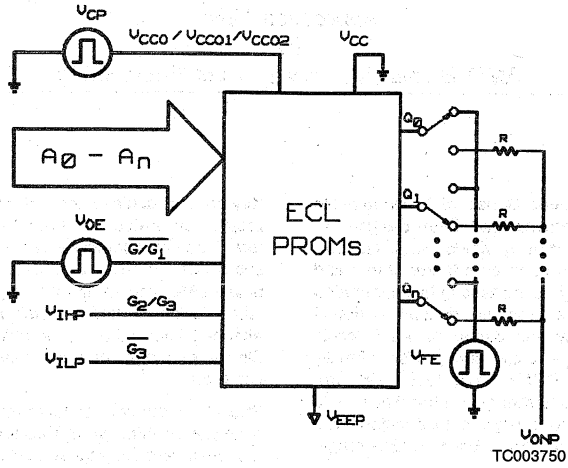 VCP
VCCO / VCCO1/VCCO2
VCC
A0 - An
ECL
PROMs
Q0
R
Q1
R
VOE
G/G1
VIHP
G2/G3
VILP
G3
Qn
R
VFE
VEEP
VONP
TC003750